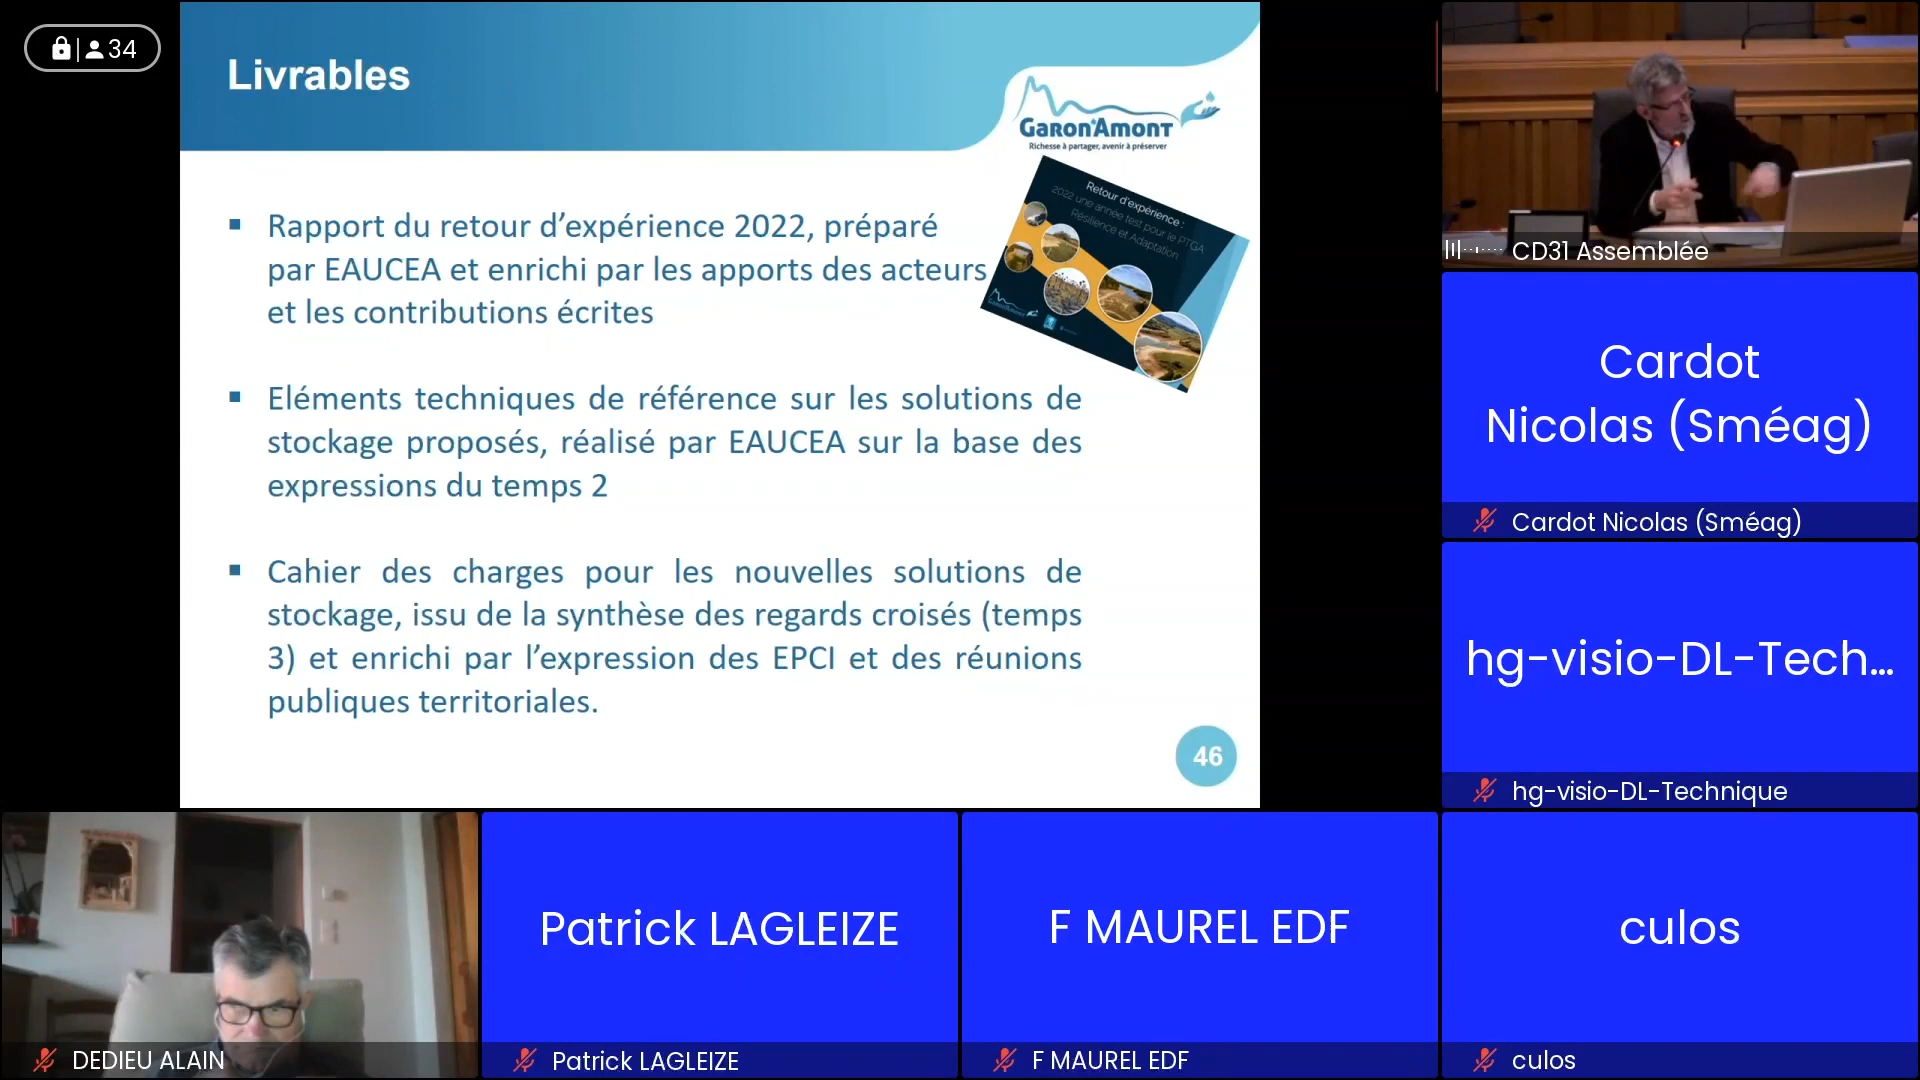 34
Livrables
GARON'AMONT
Richesse à partager, avenir à préserver
Retour d'expérience :
2022 une année test pour le PTGA
Résilience et Adaptation
▪ Rapport du retour d’expérience 2022, préparé
par EAUCEA et enrichi par les apports des acteurs
et les contributions écrites
▪ Eléments techniques de référence sur les solutions de
stockage proposés, réalisé par EAUCEA sur la base des
expressions du temps 2
▪ Cahier des charges pour les nouvelles solutions de
stockage, issu de la synthèse des regards croisés (temps
3) et enrichi par l’expression des EPCI et des réunions
publiques territoriales.
46
CD31 Assemblée
Cardot
Nicolas (Sméag)
Cardot Nicolas (Sméag)
hg-visio-DL-Tech...
hg-visio-DL-Technique
DEDIEU ALAIN
Patrick LAGLEIZE
Patrick LAGLEIZE
F MAUREL EDF
F MAUREL EDF
culos
culos